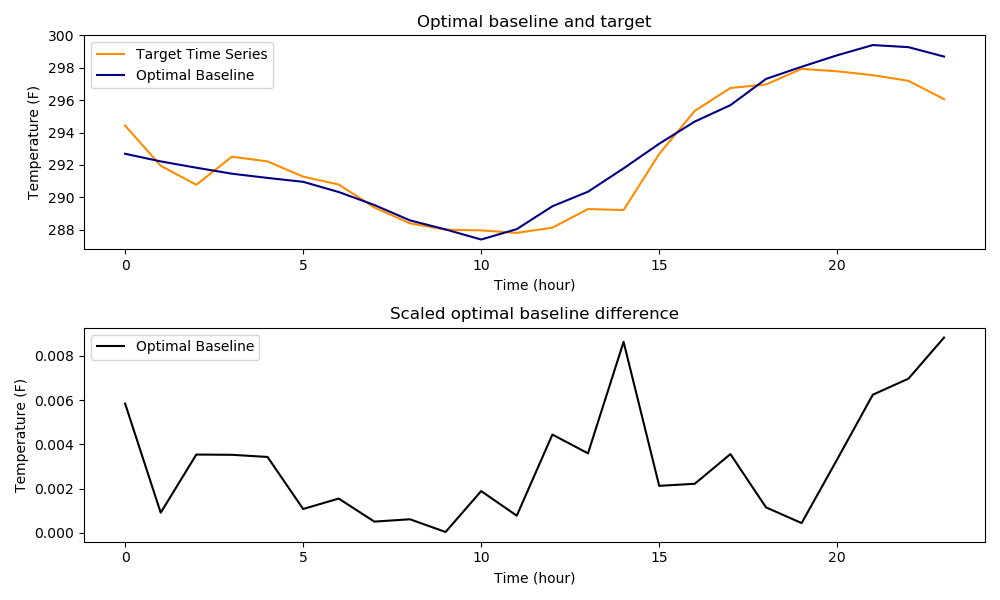 Optimal baseline and target
Temperature (F)
300
298
296
294
292
290
288
Target Time Series
Optimal Baseline
0 5 10 15 20
Time (hour)
Scaled optimal baseline difference
Temperature (F)
0.008
0.006
0.004
0.002
0.000
Optimal Baseline
0 5 10 15 20
Time (hour)